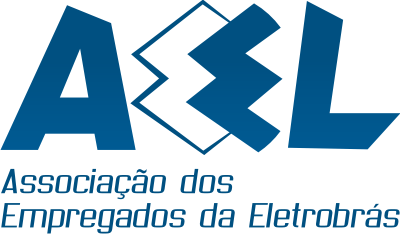 AEEL
Associação dos
Empregados da Eletrobrás